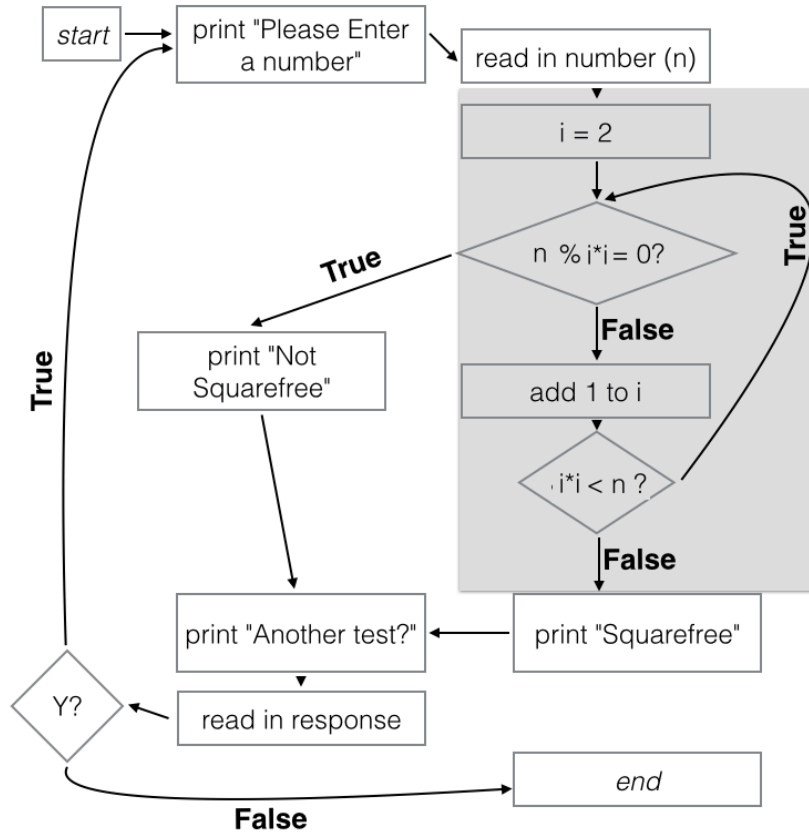 start
print "Please Enter
a number"
read in number (n)
i = 2
n % i*i = 0?
True
True
False
print "Not
Squarefree"
add 1 to i
True
i*i < n ?
False
print "Another test?"
print "Squarefree"
Y?
read in response
end
False